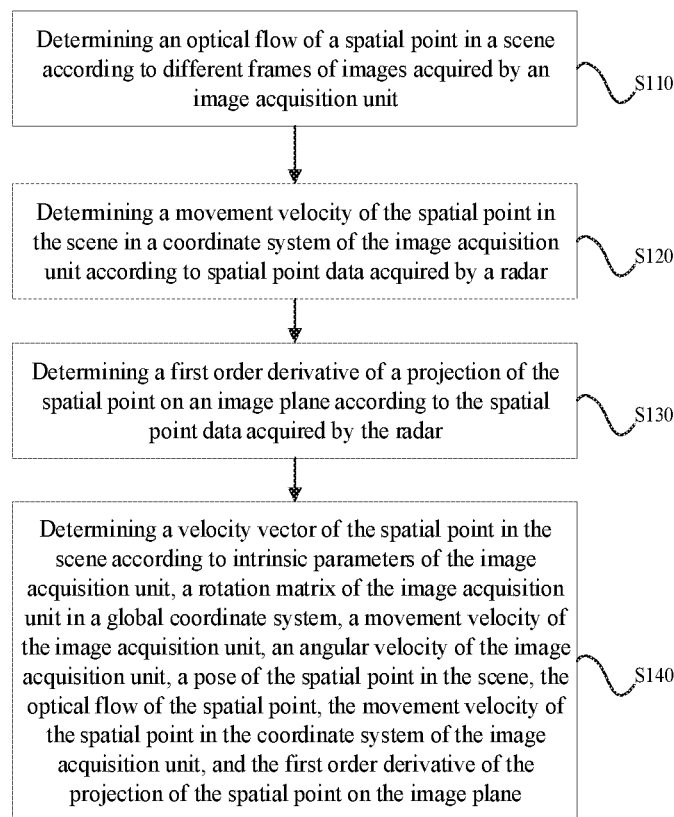 Determining an optical flow of a spatial point in a scene
according to different frames of images acquired by an
image acquisition unit
S110
Determining a movement velocity of the spatial point in
the scene in a coordinate system of the image acquisition
unit according to spatial point data acquired by a radar
S120
Determining a first order derivative of a projection of the
spatial point on an image plane according to the spatial
point data acquired by the radar
S130
Determining a velocity vector of the spatial point in the
scene according to intrinsic parameters of the image
acquisition unit, a rotation matrix of the image acquisition
unit in a global coordinate system, a movement velocity of
the image acquisition unit, an angular velocity of the image
acquisition unit, a pose of the spatial point in the scene, the
optical flow of the spatial point, the movement velocity of
the spatial point in the coordinate system of the image
acquisition unit, and the first order derivative of the
projection of the spatial point on the image plane
S140